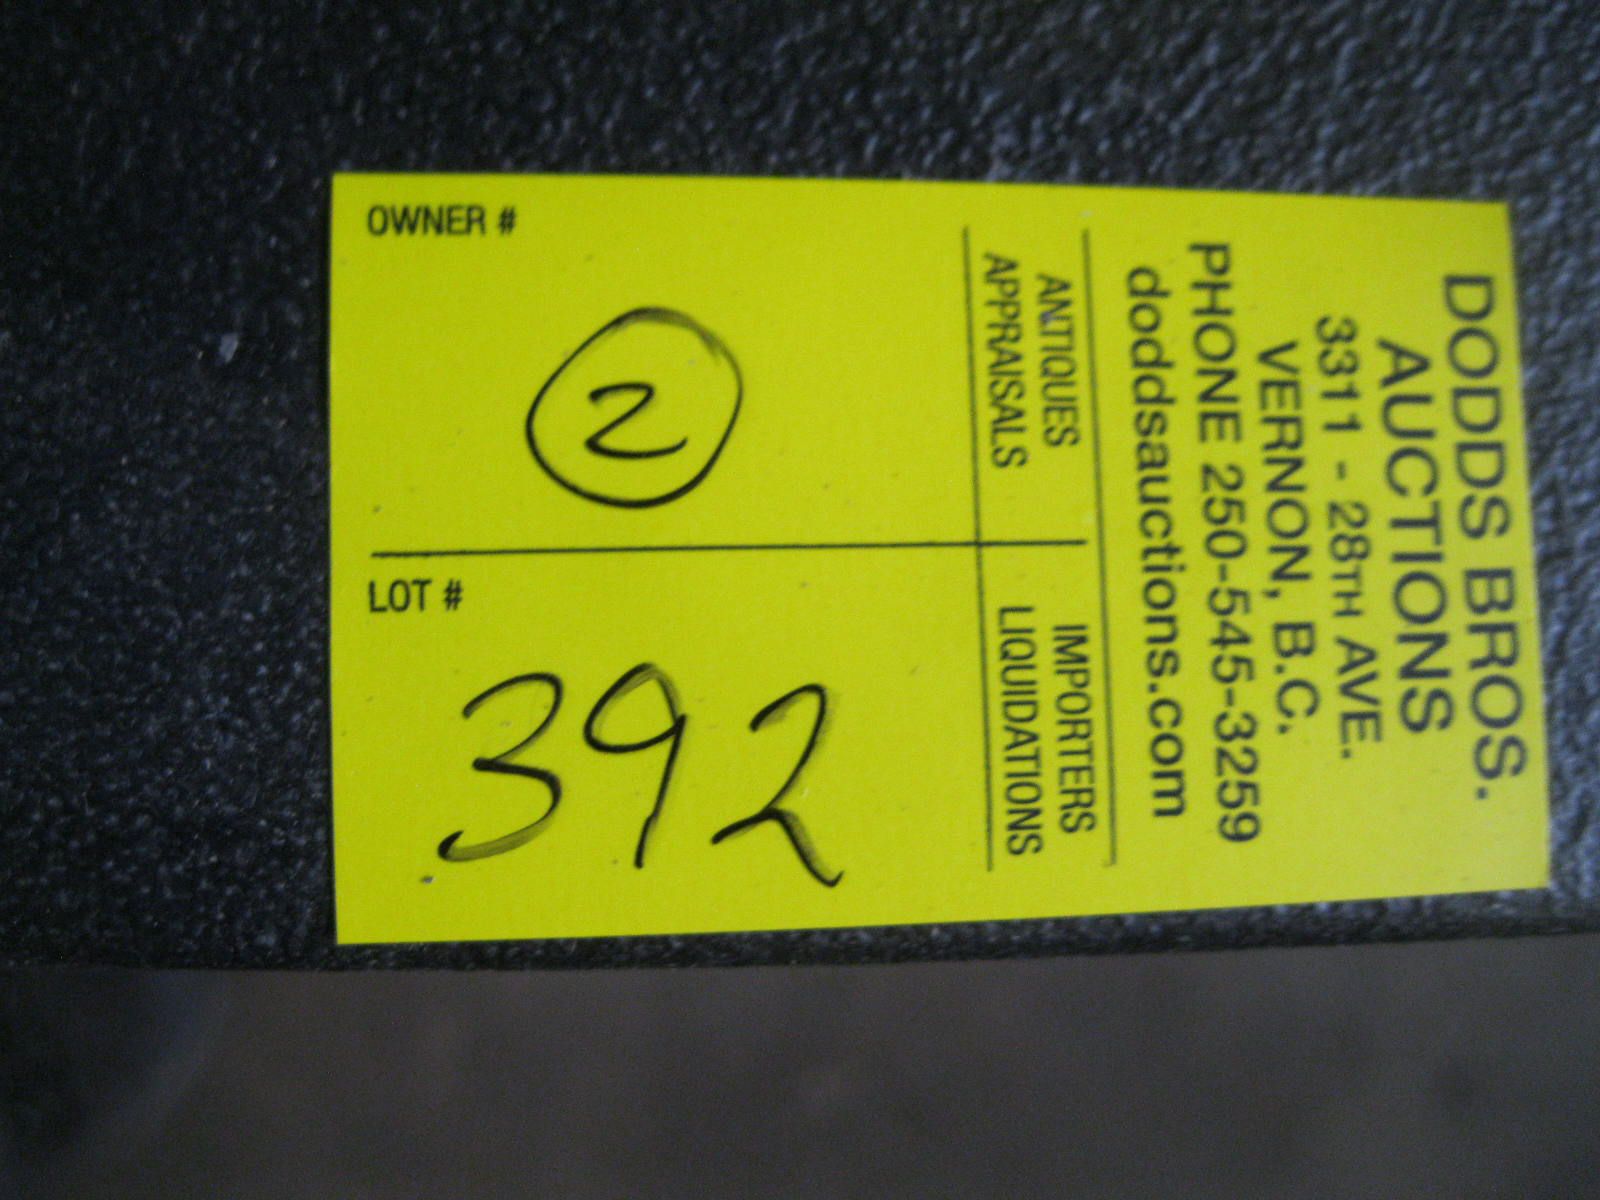 DODDS BROS.
AUCTIONS
3311 - 28TH AVE.
VERNON, B.C.
PHONE 250-545-3259
doddsauctions.com
ANTIQUES
APPRAISALS
IMPORTERS
LIQUIDATIONS
OWNER #
2
LOT #
392